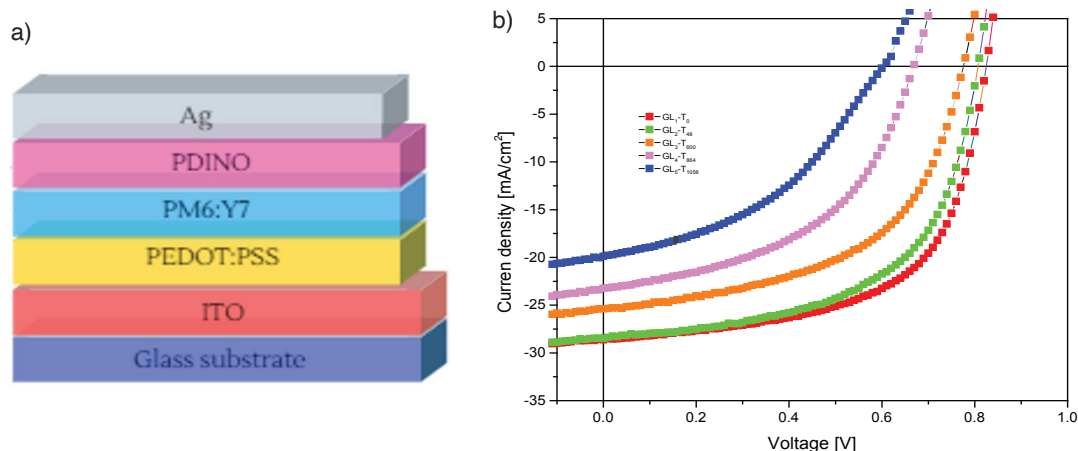 a)
Ag
PDINO
PM6:Y7
PEDOT:PSS
ITO
Glass substrate
b)
5
0
-5
-10
-15
-20
-25
-30
-35
Curren density [mA/cm²]
GL₁-T₀
GL₂-T₄₈
GL₃-T₆₀₀
GL₄-T₈₆₄
GL₅-T₁₀₅₆
0.0 0.2 0.4 0.6 0.8 1.0
Voltage [V]